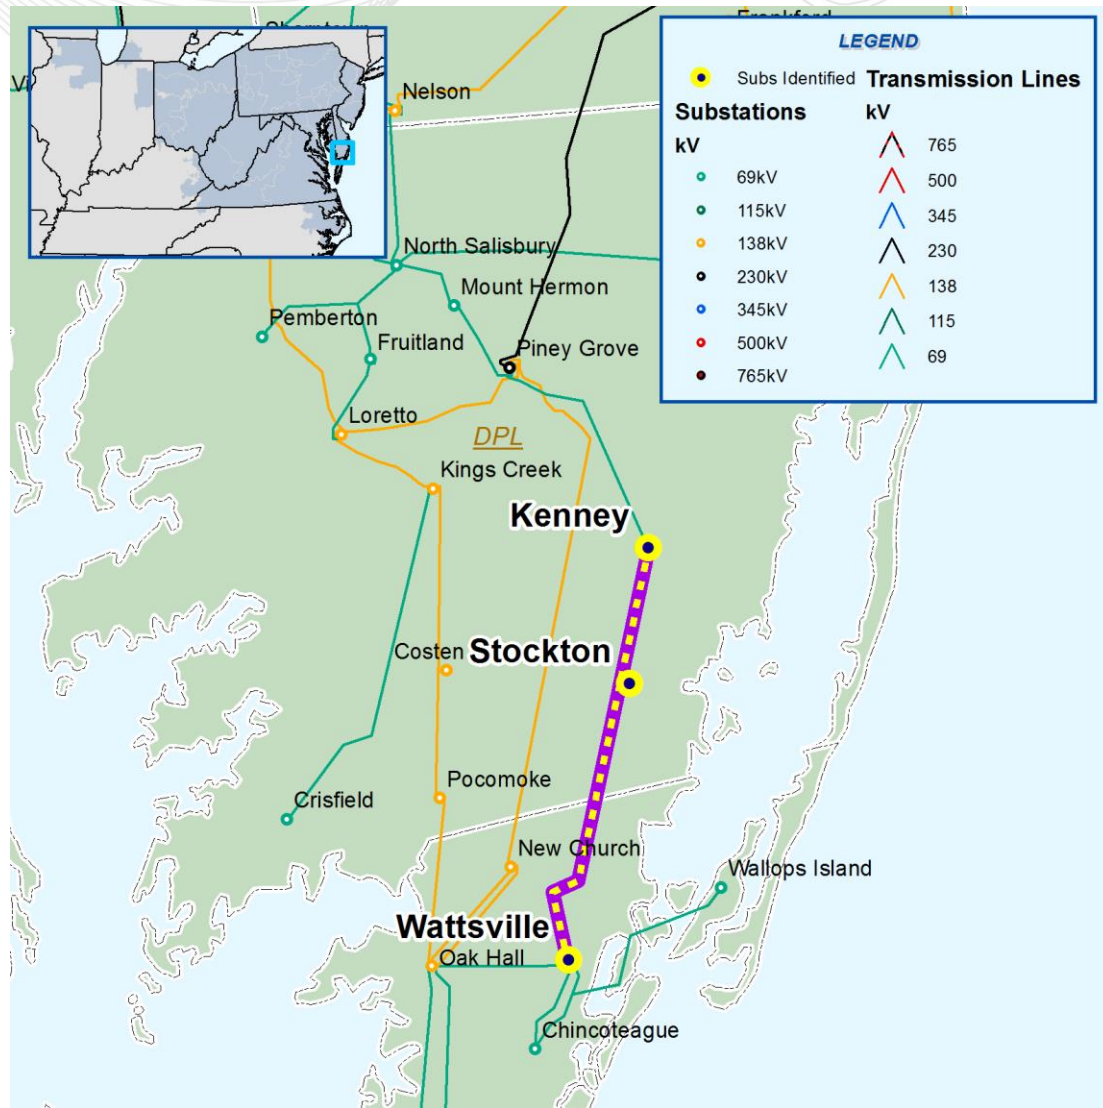 Nelson
North Salisbury
Mount Hermon
Pemberton
Fruitland
Piney Grove
Loretto
DPL
Kings Creek
Kenney
Costen
Stockton
Pocomoke
Crisfield
New Church
Wallops Island
Wattsville
Oak Hall
Chincoteague
LEGEND
Subs Identified
Substations
kV
69kV
115kV
138kV
230kV
345kV
500kV
765kV
Transmission Lines
kV
765
500
345
230
138
115
69